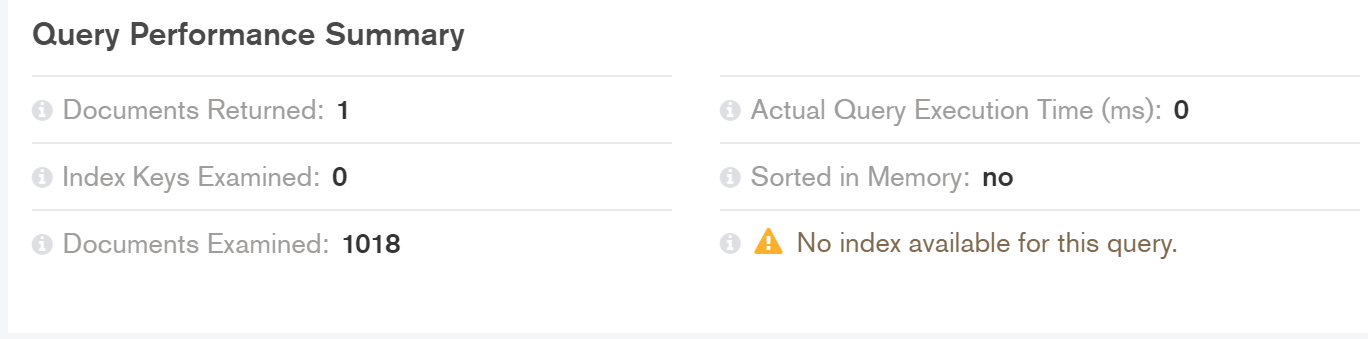 Query Performance Summary
Documents Returned: 1
Actual Query Execution Time (ms): 0
Index Keys Examined: 0
Sorted in Memory: no
Documents Examined: 1018
No index available for this query.